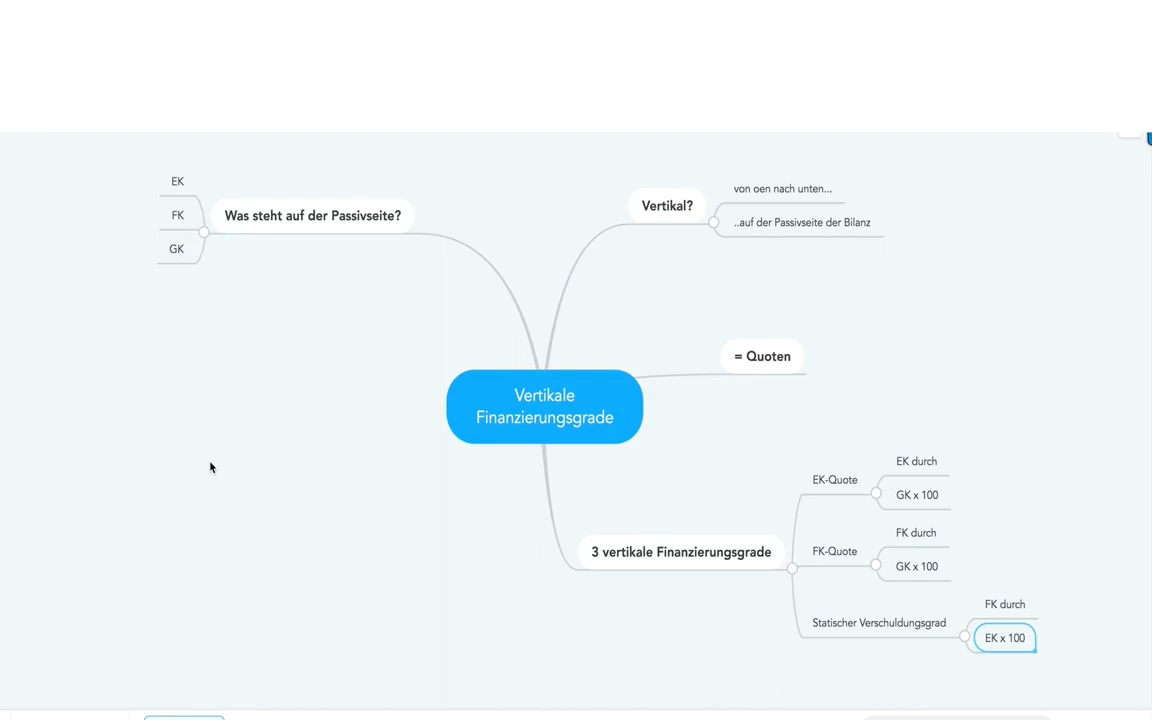 EK
FK
GK
Was steht auf der Passivseite?
Vertikal?
von oen nach unten...
..auf der Passivseite der Bilanz
= Quoten
Vertikale
Finanzierungsgrade
3 vertikale Finanzierungsgrade
EK-Quote
EK durch
GK x 100
FK-Quote
FK durch
GK x 100
Statischer Verschuldungsgrad
FK durch
EK x 100